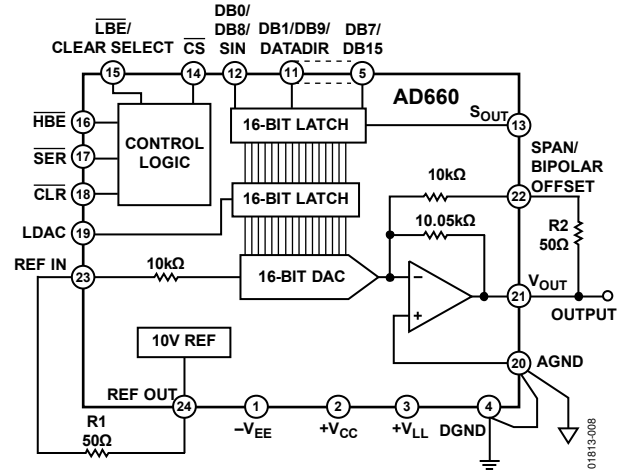 LBE/
CLEAR SELECT
CS
DB0/
DB8/
SIN
DB1/DB9/
DATADIR
DB7/
DB15
15
14
12
11
5
AD660
HBE
16
SER
17
CLR
18
LDAC
19
REF IN
23
CONTROL
LOGIC
16-BIT LATCH
16-BIT LATCH
10kΩ
16-BIT DAC
SOUT
13
SPAN/
BIPOLAR
OFFSET
10kΩ
22
10.05kΩ
R2
50Ω
−
+
VOUT
21
OUTPUT
20
AGND
10V REF
REF OUT
24
R1
50Ω
1
−VEE
2
+VCC
3
+VLL
4
DGND
01813-008